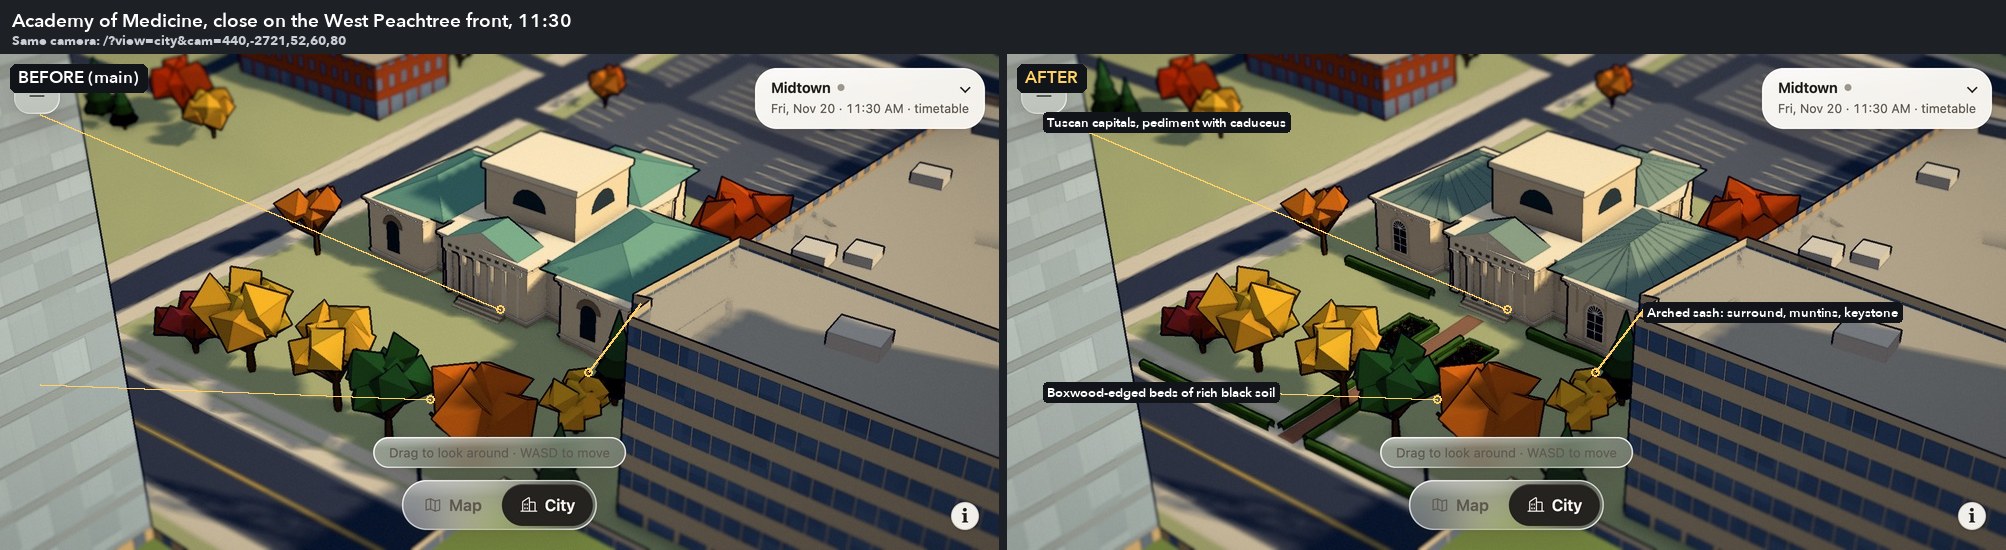 Academy of Medicine, close on the West Peachtree front, 11:30
Same camera: /?view=city&cam=440,-2721,52,60,80
BEFORE (main)
Midtown
Fri, Nov 20 · 11:30 AM · timetable
Drag to look around · WASD to move
Map
City
i
AFTER
Tuscan capitals, pediment with caduceus
Midtown
Fri, Nov 20 · 11:30 AM · timetable
Arched sash: surround, muntins, keystone
Boxwood-edged beds of rich black soil
Drag to look around · WASD to move
Map
City
i